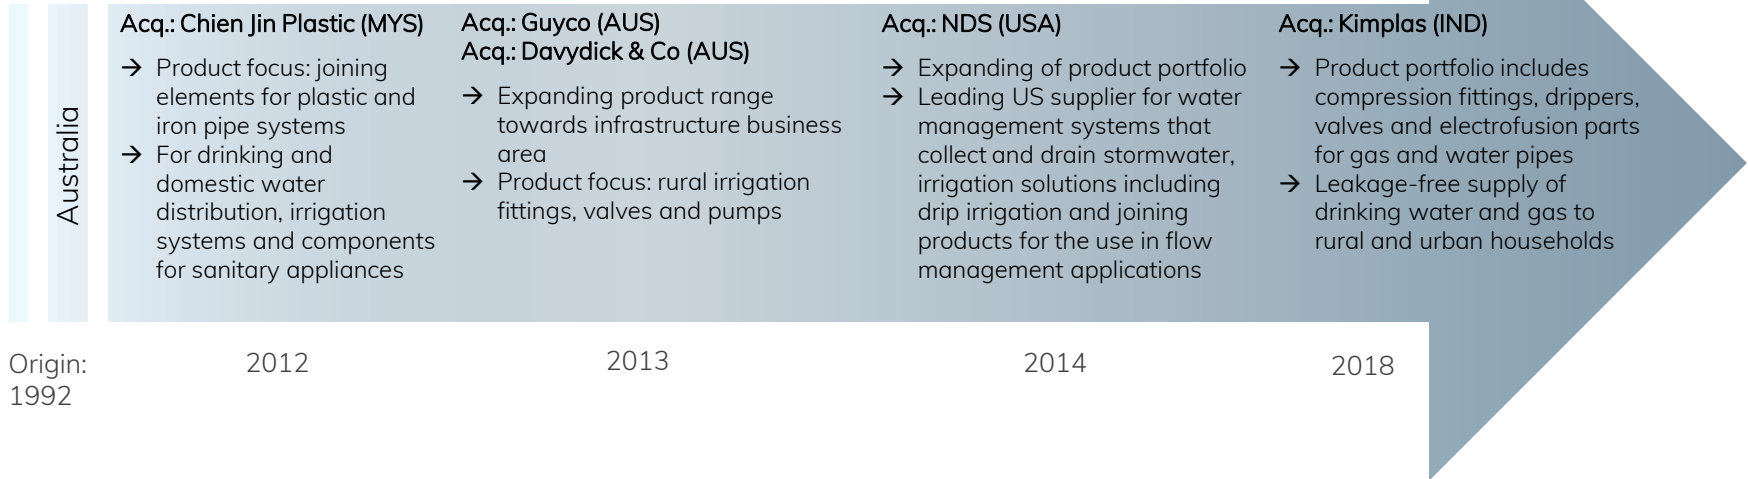 Australia
Acq.: Chien Jin Plastic (MYS)
→ Product focus: joining
elements for plastic and
iron pipe systems
→ For drinking and
domestic water
distribution, irrigation
systems and components
for sanitary appliances
Acq.: Guyco (AUS)
Acq.: Davydick & Co (AUS)
→ Expanding product range
towards infrastructure business
area
→ Product focus: rural irrigation
fittings, valves and pumps
Acq.: NDS (USA)
→ Expanding of product portfolio
→ Leading US supplier for water
management systems that
collect and drain stormwater,
irrigation solutions including
drip irrigation and joining
products for the use in flow
management applications
Acq.: Kimplas (IND)
→ Product portfolio includes
compression fittings, drippers,
valves and electrofusion parts
for gas and water pipes
→ Leakage-free supply of
drinking water and gas to
rural and urban households
Origin:
1992
2012
2013
2014
2018